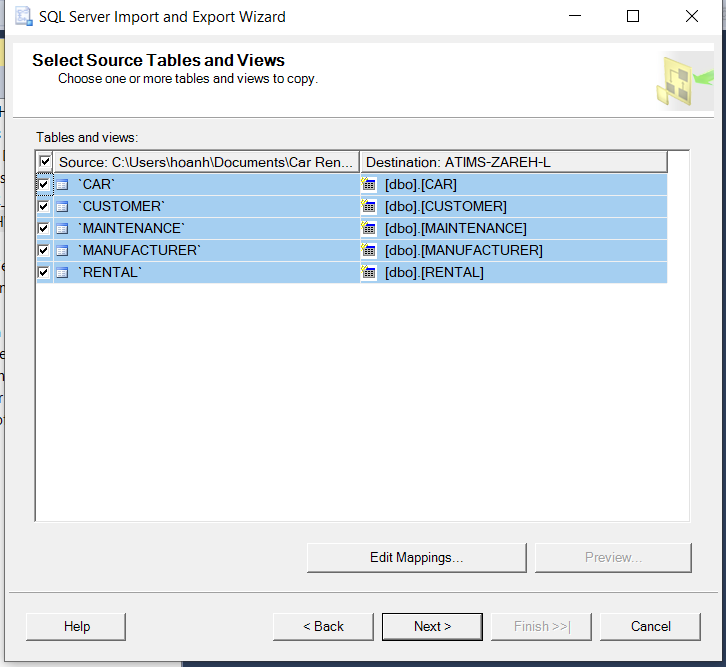 SQL Server Import and Export Wizard
Select Source Tables and Views
Choose one or more tables and views to copy.
Tables and views:
Source: C:\Users\hoanh\Documents\Car Ren... Destination: ATIMS-ZAREH-L
`CAR` [dbo].[CAR]
`CUSTOMER` [dbo].[CUSTOMER]
`MAINTENANCE` [dbo].[MAINTENANCE]
`MANUFACTURER` [dbo].[MANUFACTURER]
`RENTAL` [dbo].[RENTAL]
Edit Mappings... Preview...
Help < Back Next > Finish >>| Cancel